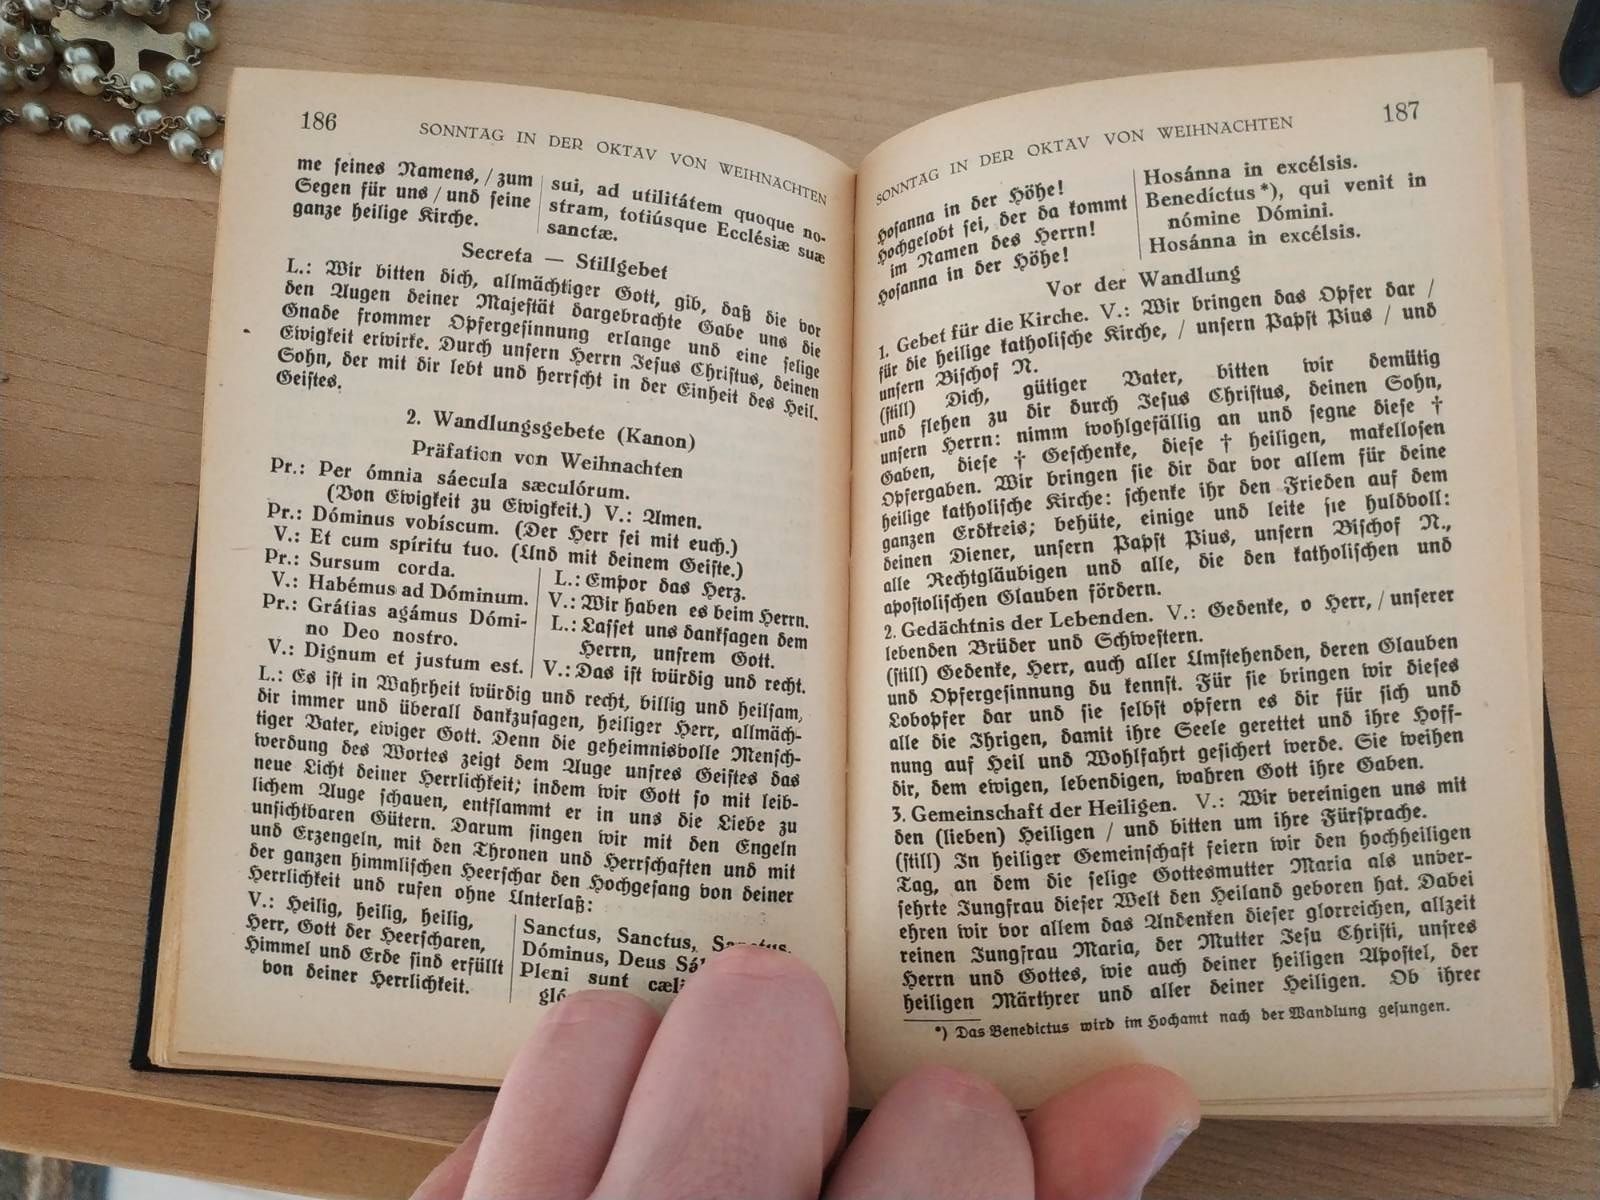 186
SONNTAG IN DER OKTAV VON WEIHNACHTEN
me seines Namens, / zum
Segen für uns / und seine
ganze heilige Kirche.
sui, ad utilitátem quoque no-
stram, totiúsque Ecclésiæ suæ
sanctæ.
Secreta — Stillgebet
L.: Wir bitten dich, allmächtiger Gott, gib, daß die vor
den Augen deiner Majestät dargebrachte Gabe uns die
Gnade frommer Opfergesinnung erlange und eine selige
Ewigkeit erwirke. Durch unsern Herrn Jesus Christus, deinen
Sohn, der mit dir lebt und herrscht in der Einheit des Heil.
Geistes.
2. Wandlungsgebete (Kanon)
Präfation von Weihnachten
Pr.: Per ómnia sáecula sæculórum.
(Von Ewigkeit zu Ewigkeit.) V.: Amen.
Pr.: Dóminus vobíscum. (Der Herr sei mit euch.)
V.: Et cum spíritu tuo. (Und mit deinem Geiste.)
Pr.: Sursum corda.
V.: Habémus ad Dóminum.
Pr.: Grátias agámus Dómi-
no Deo nostro.
V.: Dignum et justum est.
L.: Empor das Herz.
V.: Wir haben es beim Herrn.
L.: Lasset uns danksagen dem
Herrn, unsrem Gott.
V.: Das ist würdig und recht.
L.: Es ist in Wahrheit würdig und recht, billig und heilsam,
dir immer und überall dankzusagen, heiliger Herr, allmäch-
tiger Vater, ewiger Gott. Denn die geheimnisvolle Mensch-
werdung des Wortes zeigt dem Auge unsres Geistes das
neue Licht deiner Herrlichkeit; indem wir Gott so mit leib-
lichem Auge schauen, entflammt er in uns die Liebe zu
unsichtbaren Gütern. Darum singen wir mit den Engeln
und Erzengeln, mit den Thronen und Herrschaften und mit
der ganzen himmlischen Heerschar den Hochgesang von deiner
Herrlichkeit und rufen ohne Unterlaß:
V.: Heilig, heilig, heilig,
Herr, Gott der Heerscharen,
Himmel und Erde sind erfüllt
von deiner Herrlichkeit.
Sanctus, Sanctus, Sanctus,
Dóminus, Deus
Pleni sunt
187
SONNTAG IN DER OKTAV VON WEIHNACHTEN
Hosanna in der Höhe!
Hochgelobt sei, der da kommt
im Namen des Herrn!
Hosanna in der Höhe!
Hosánna in excélsis.
Benedíctus*), qui venit in
nómine Dómini.
Hosánna in excélsis.
Vor der Wandlung
1. Gebet für die Kirche. V.: Wir bringen das Opfer dar /
für die heilige katholische Kirche, / unsern Papst Pius / und
unsern Bischof N.
(still) Dich, gütiger Vater, bitten wir demütig
und flehen zu dir durch Jesus Christus, deinen Sohn,
unsern Herrn: nimm wohlgefällig an und segne diese †
Gaben, diese † Geschenke, diese † heiligen, makellosen
Opfergaben. Wir bringen sie dir dar vor allem für deine
heilige katholische Kirche: schenke ihr den Frieden auf dem
ganzen Erdkreis; behüte, einige und leite sie huldvoll:
deinen Diener, unsern Papst Pius, unsern Bischof N.,
alle Rechtgläubigen und alle, die den katholischen und
apostolischen Glauben fördern.
2. Gedächtnis der Lebenden. V.: Gedenke, o Herr, / unserer
lebenden Brüder und Schwestern.
(still) Gedenke, Herr, auch aller Umstehenden, deren Glauben
und Opfergesinnung du kennst. Für sie bringen wir dieses
Lobopfer dar und sie selbst opfern es dir für sich und
alle die Ihrigen, damit ihre Seele gerettet und ihre Hoff-
nung auf Heil und Wohlfahrt gesichert werde. Sie weihen
dir, dem ewigen, lebendigen, wahren Gott ihre Gaben.
3. Gemeinschaft der Heiligen. V.: Wir vereinigen uns mit
den (lieben) Heiligen / und bitten um ihre Fürsprache.
(still) In heiliger Gemeinschaft feiern wir den hochheiligen
Tag, an dem die selige Gottesmutter Maria als unver-
sehrte Jungfrau dieser Welt den Heiland geboren hat. Dabei
ehren wir vor allem das Andenken dieser glorreichen, allzeit
reinen Jungfrau Maria, der Mutter Jesu Christi, unsres
Herrn und Gottes, wie auch deiner heiligen Apostel, der
heiligen Märtyrer und aller deiner Heiligen. Ob ihrer
*) Das Benedictus wird im Hochamt nach der Wandlung gesungen.